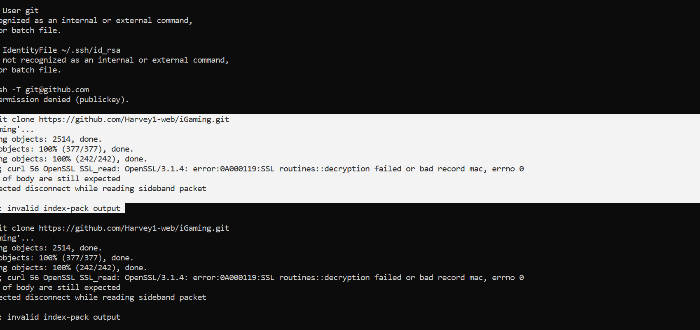 User git
ognized as an internal or external command,
or batch file.
IdentityFile ~/.ssh/id_rsa
not recognized as an internal or external command,
or batch file.
sh -T git@github.com
ermission denied (publickey).
it clone https://github.com/Harvey1-web/iGaming.git
ming'...
ng objects: 2514, done.
objects: 100% (377/377), done.
ng objects: 100% (242/242), done.
; curl 56 OpenSSL SSL_read: OpenSSL/3.1.4: error:0A000119:SSL routines::decryption failed or bad record mac, errno 0
of body are still expected
ected disconnect while reading sideband packet
: invalid index-pack output
it clone https://github.com/Harvey1-web/iGaming.git
ming'...
ng objects: 2514, done.
objects: 100% (377/377), done.
ng objects: 100% (242/242), done.
; curl 56 OpenSSL SSL_read: OpenSSL/3.1.4: error:0A000119:SSL routines::decryption failed or bad record mac, errno 0
of body are still expected
ected disconnect while reading sideband packet
: invalid index-pack output